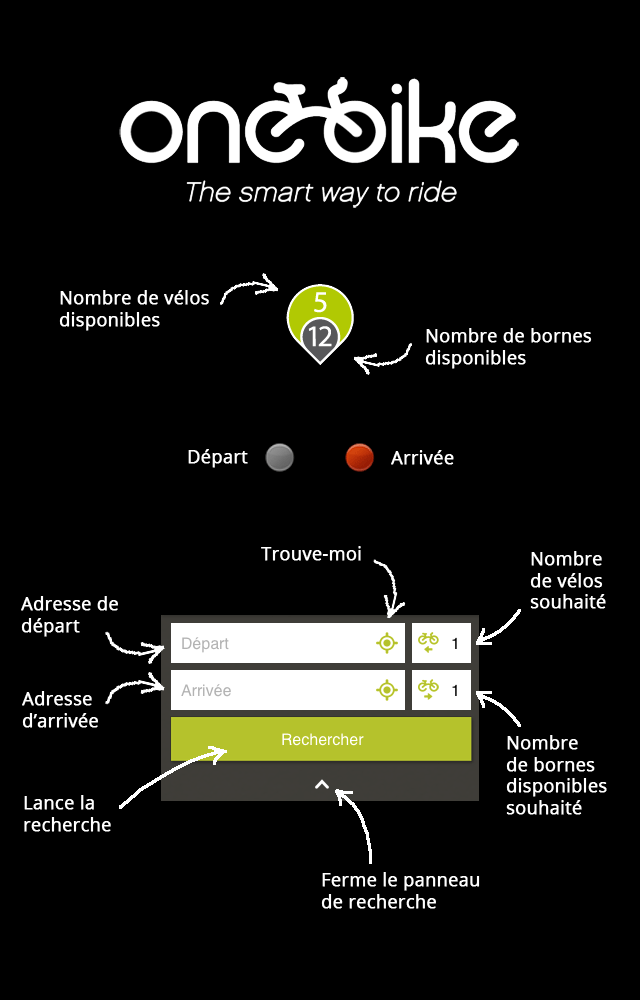 onebike
The smart way to ride
Nombre de vélos
disponibles
5
12
Nombre de bornes
disponibles
Départ
Arrivée
Trouve-moi
Nombre
de vélos
souhaité
Adresse de
départ
Départ
1
Adresse
d’arrivée
Arrivée
1
Rechercher
Nombre
de bornes
disponibles
souhaité
Lance la
recherche
Ferme le panneau
de recherche